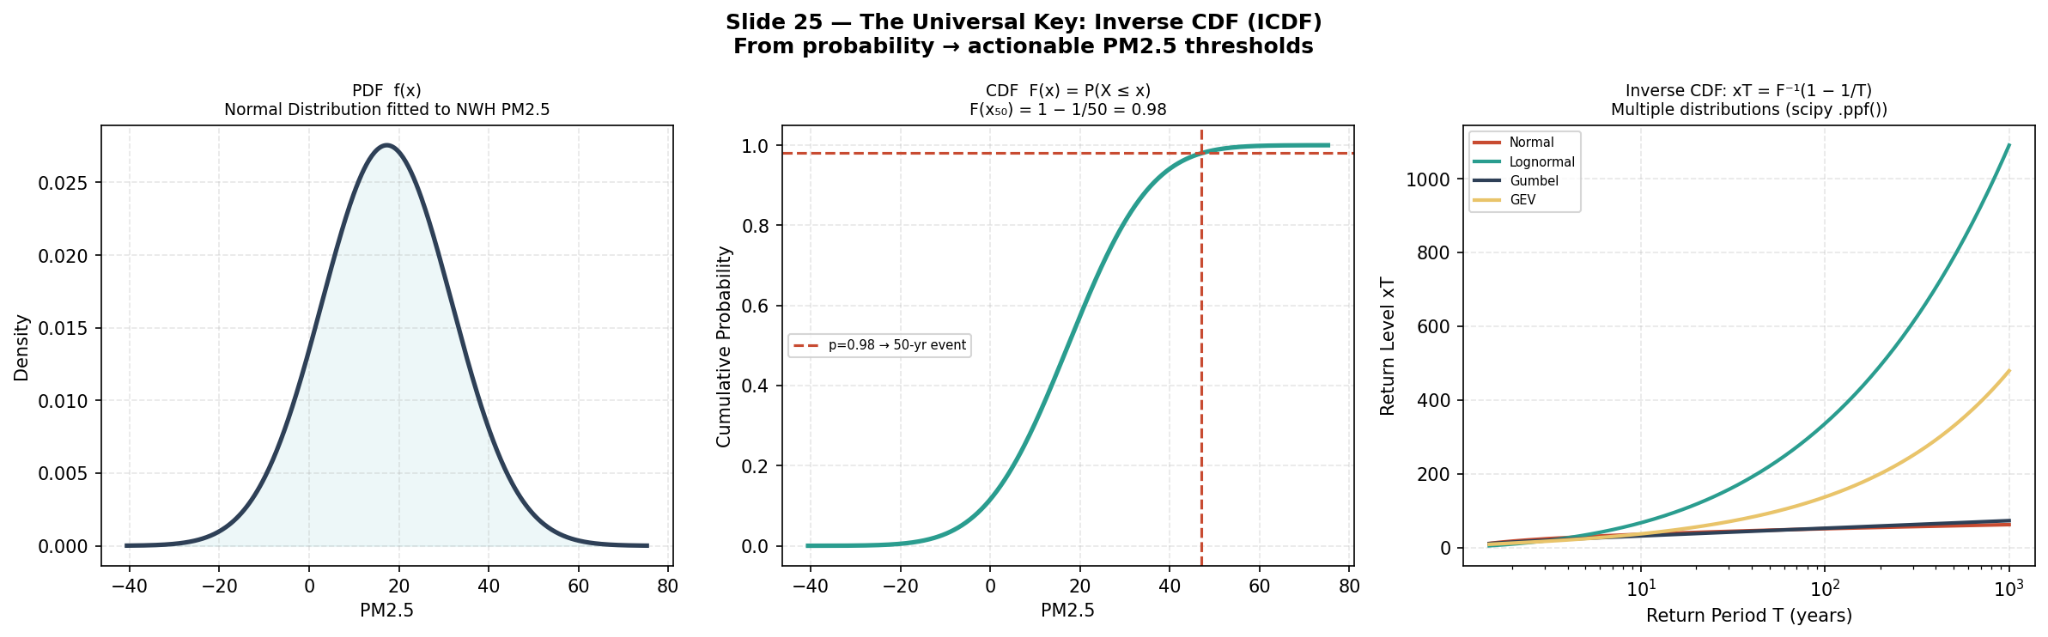 Slide 25 — The Universal Key: Inverse CDF (ICDF)
From probability → actionable PM2.5 thresholds
PDF  f(x)
Normal Distribution fitted to NWH PM2.5
Density
0.025
0.020
0.015
0.010
0.005
0.000
−40
−20
0
20
40
60
80
PM2.5
CDF  F(x) = P(X ≤ x)
F(x₅₀) = 1 − 1/50 = 0.98
Cumulative Probability
1.0
0.8
0.6
0.4
0.2
0.0
p=0.98 → 50-yr event
−40
−20
0
20
40
60
80
PM2.5
Inverse CDF: xT = F⁻¹(1 − 1/T)
Multiple distributions (scipy .ppf())
Normal
Lognormal
Gumbel
GEV
Return Level xT
1000
800
600
400
200
0
10¹
10²
10³
Return Period T (years)